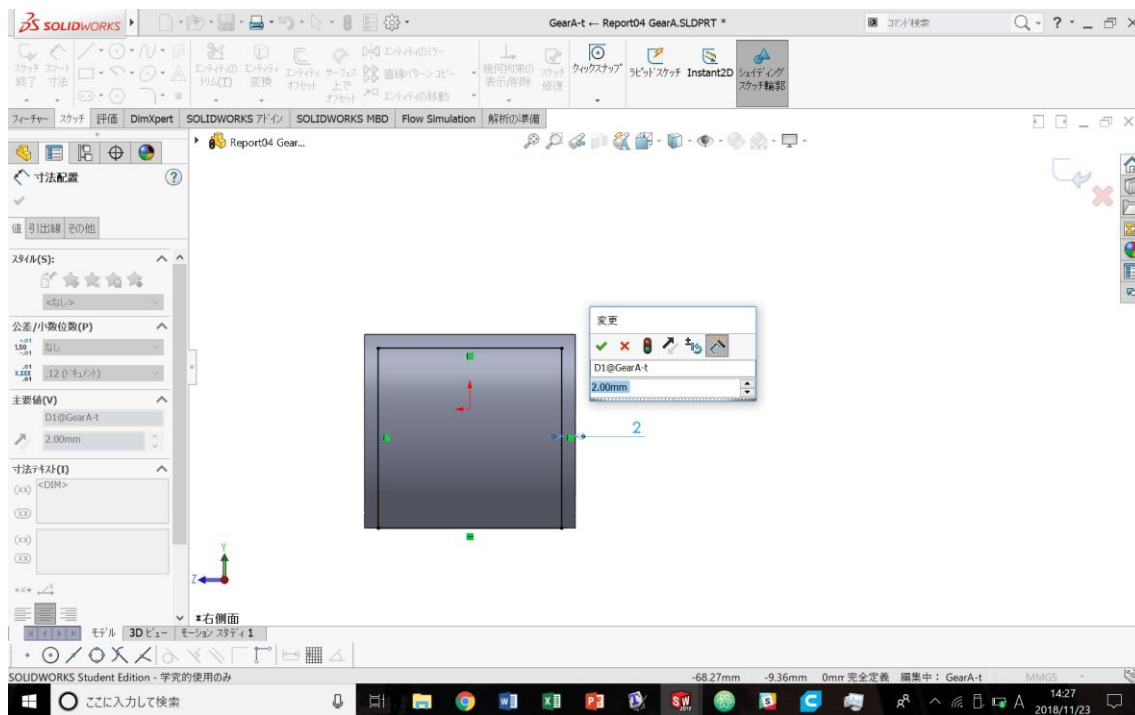 SOLIDWORKS
GearA-t ← Report04 GearA.SLDPRT *
コマンド検索
スケッチ終了
スマート寸法
エンティティのトリム(T)
エンティティ変換
エンティティオフセット
サーフェス上でオフセット
エンティティのミラー
直線パターン コピー
エンティティの移動
幾何拘束の表示/削除
スケッチ修復
クィックスナップ
ラピッドスケッチ
Instant2D
シェイディング スケッチ輪郭
フィーチャー スケッチ 評価 DimXpert SOLIDWORKS アドイン SOLIDWORKS MBD Flow Simulation 解析の準備
Report04 Gear...
寸法配置
値 引出線 その他
スタイル(S):
<なし>
公差/小数位数(P)
なし
.12 (ドキュメント)
主要値(V)
D1@GearA-t
2.00mm
寸法テキスト(I)
<DIM>
変更
D1@GearA-t
2.00mm
2
Y
Z
*右側面
モデル 3D ビュー モーション スタディ 1
SOLIDWORKS Student Edition - 学究的使用のみ
-68.27mm -9.36mm 0mm 完全定義 編集中: GearA-t MMGS
ここに入力して検索
A
14:27
2018/11/23